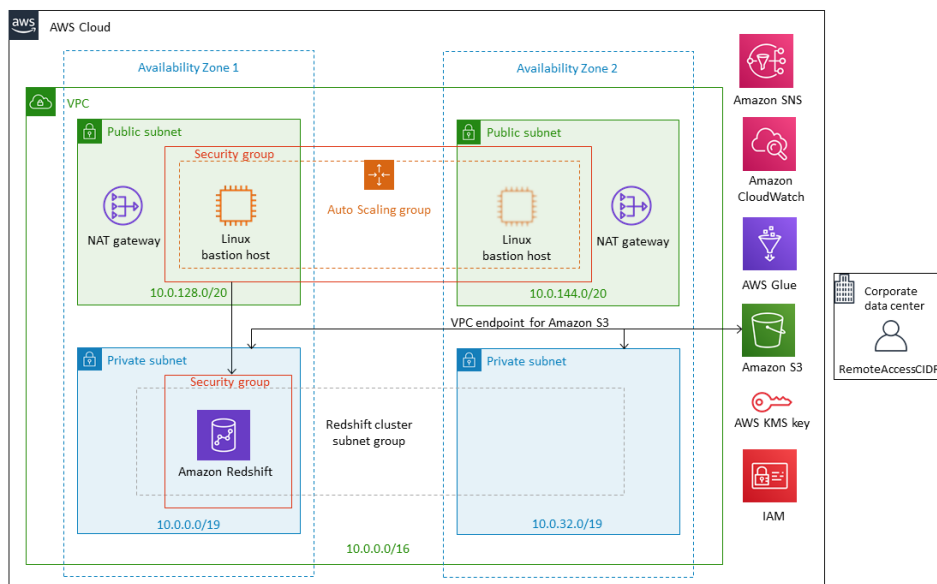 aws
AWS Cloud
Availability Zone 1
Availability Zone 2
VPC
Public subnet
Public subnet
Security group
Auto Scaling group
NAT gateway
Linux
bastion host
Linux
bastion host
NAT gateway
10.0.128.0/20
10.0.144.0/20
VPC endpoint for Amazon S3
Private subnet
Private subnet
Security group
Redshift cluster
subnet group
Amazon Redshift
10.0.0.0/19
10.0.32.0/19
10.0.0.0/16
Amazon SNS
Amazon
CloudWatch
AWS Glue
Amazon S3
AWS KMS key
IAM
Corporate
data center
RemoteAccessCIDR